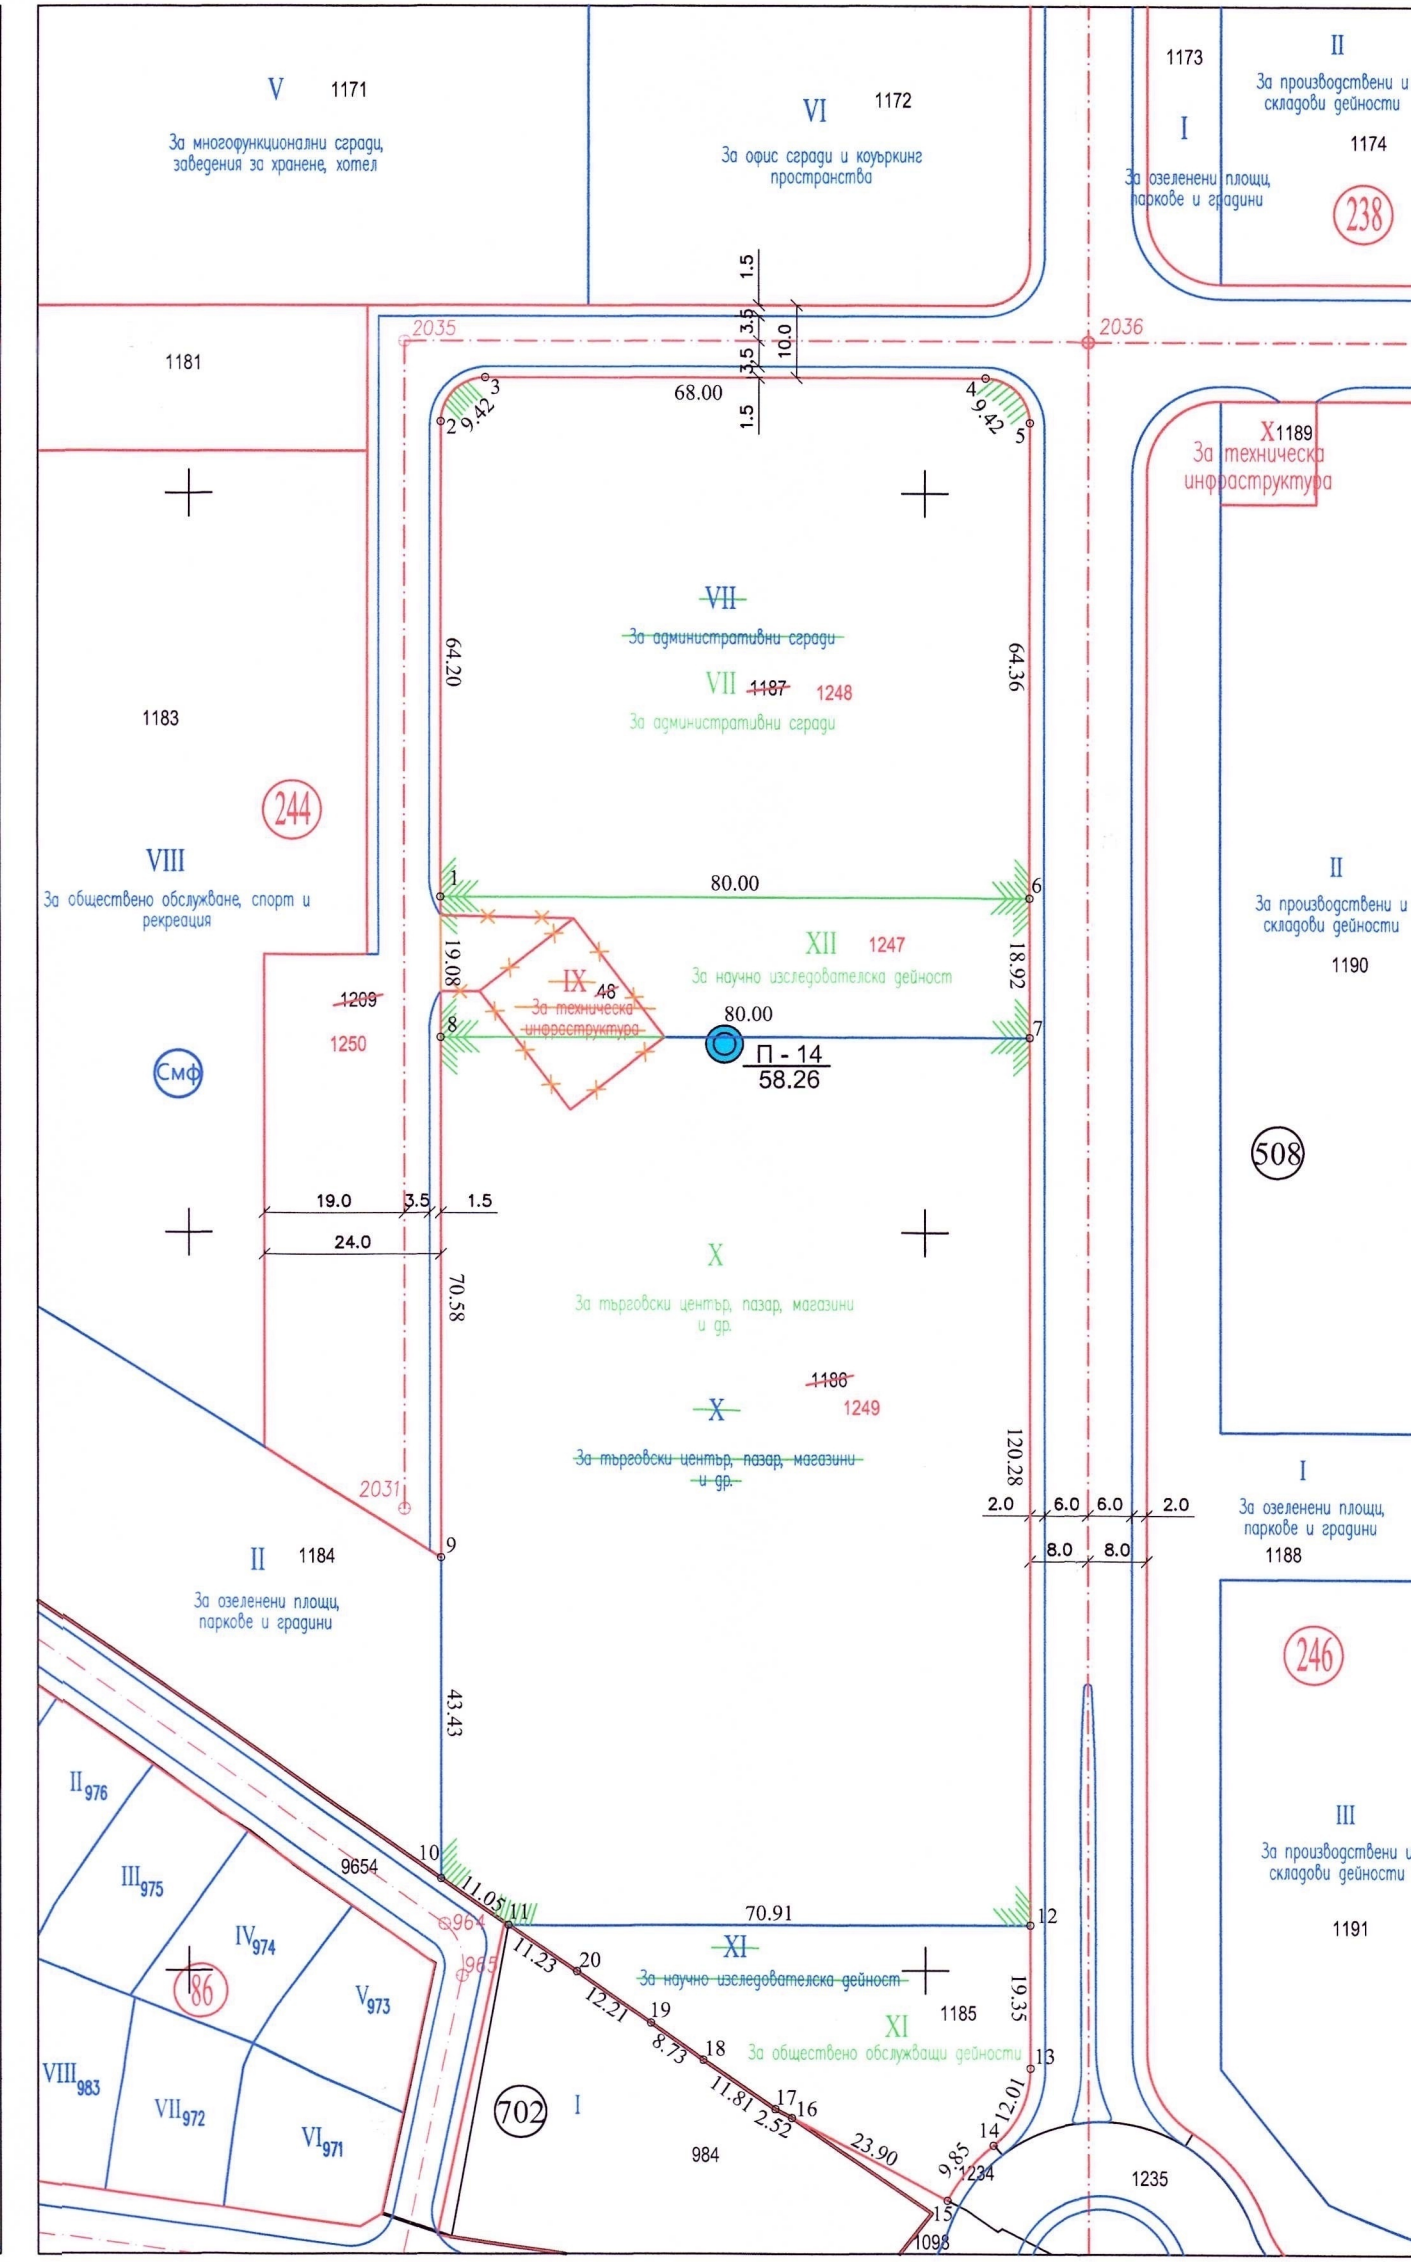 V 1171
За многофункционални сгради,
заведения за хранене, хотел
VI 1172
За офис сгради и коуъркинг
пространства
1173
I
За озеленени площи,
паркове и градини
II
За производствени и
складови дейности
1174
238
1.5
3.5
10.0
3.5
1.5
2035
2036
1181
3
68.00
4
9.42
9.42
2
5
X 1189
За техническа
инфраструктура
VII
За административни сгради
VII 1187 1248
За административни сгради
64.20
64.36
1183
244
VIII
За обществено обслужване, спорт и
рекреация
II
За производствени и
складови дейности
1190
1
80.00
6
19.08
XII 1247
За научно изследователска дейност
18.92
IX 48
За техническа
инфраструктура
1209
1250
8
80.00
7
П - 14
58.26
Смф
508
19.0
3.5
1.5
24.0
70.58
X
За търговски център, пазар, магазини
и др.
1186
1249
X
За търговски център, пазар, магазини
и др.
120.28
2031
2.0
6.0
6.0
2.0
8.0
8.0
I
За озеленени площи,
паркове и градини
1188
9
II 1184
За озеленени площи,
паркове и градини
246
43.43
III
За производствени и
складови дейности
1191
II976
III975
IV974
V973
86
VIII983
VII972
VI971
9654
964
965
10
11.05
11
70.91
12
11.23
20
12.21
19
8.73
18
11.81
17
2.52
16
23.90
XI
За научно изследователска дейност
1185
XI
За обществено обслужващи дейности
19.35
13
12.01
14
9.85
1234
15
1235
1098
702
I
984